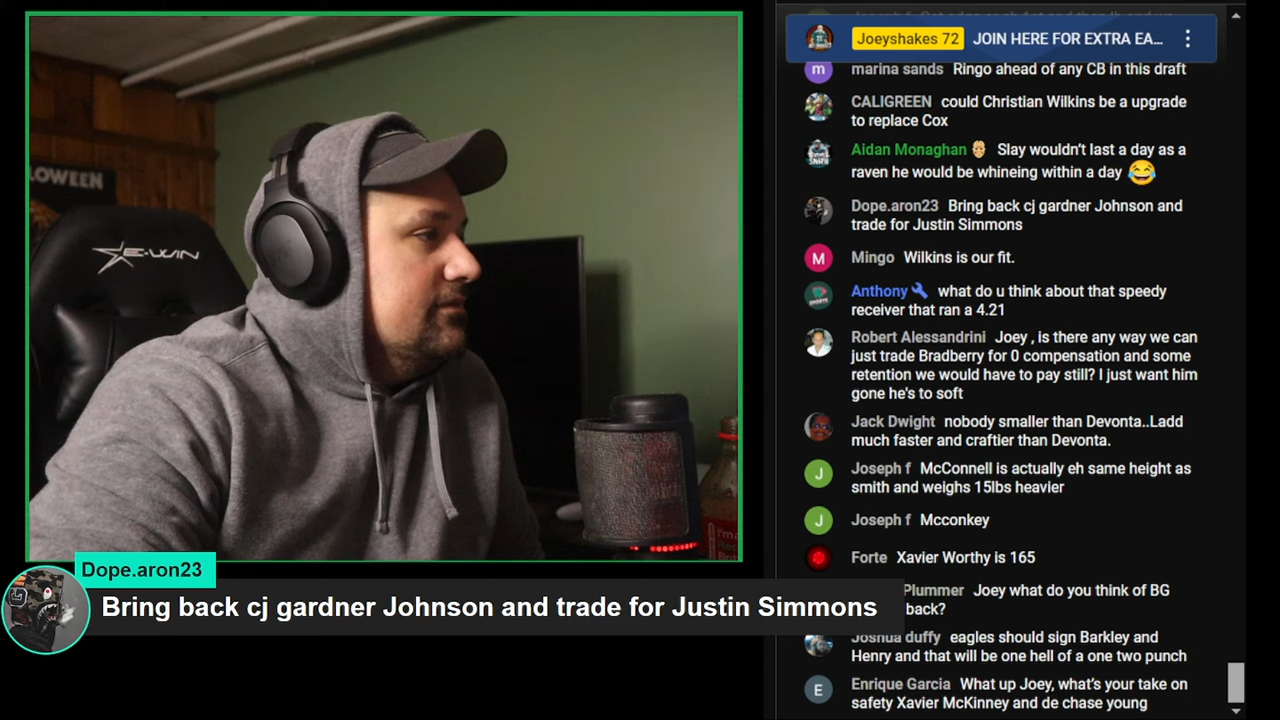 LOWEEN
E-WIN
Joeyshakes 72 JOIN HERE FOR EXTRA EA...
marina sands Ringo ahead of any CB in this draft
CALIGREEN could Christian Wilkins be a upgrade
to replace Cox
Aidan Monaghan Slay wouldn't last a day as a
raven he would be whineing within a day 😂
Dope.aron23 Bring back cj gardner Johnson and
trade for Justin Simmons
M
Mingo Wilkins is our fit.
Anthony what do u think about that speedy
receiver that ran a 4.21
Robert Alessandrini Joey , is there any way we can
just trade Bradberry for 0 compensation and some
retention we would have to pay still? I just want him
gone he's to soft
Jack Dwight nobody smaller than Devonta..Ladd
much faster and craftier than Devonta.
J
Joseph f McConnell is actually eh same height as
smith and weighs 15lbs heavier
J
Joseph f Mcconkey
Forte Xavier Worthy is 165
Plummer Joey what do you think of BG
back?
Joshua duffy eagles should sign Barkley and
Henry and that will be one hell of a one two punch
E
Enrique Garcia What up Joey, what's your take on
safety Xavier McKinney and de chase young
Dope.aron23
Bring back cj gardner Johnson and trade for Justin Simmons